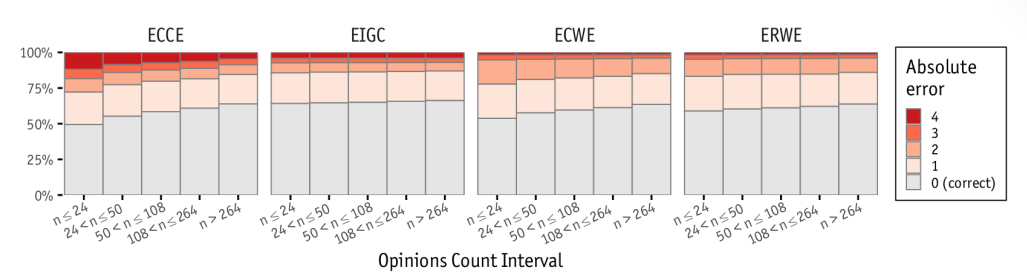 ECCE EIGC ECWE ERWE
100%
75%
50%
25%
0%
n ≤ 24 24 < n ≤ 50 50 < n ≤ 108 108 < n ≤ 264 n > 264
n ≤ 24 24 < n ≤ 50 50 < n ≤ 108 108 < n ≤ 264 n > 264
n ≤ 24 24 < n ≤ 50 50 < n ≤ 108 108 < n ≤ 264 n > 264
n ≤ 24 24 < n ≤ 50 50 < n ≤ 108 108 < n ≤ 264 n > 264
Opinions Count Interval
Absolute
error
4
3
2
1
0 (correct)